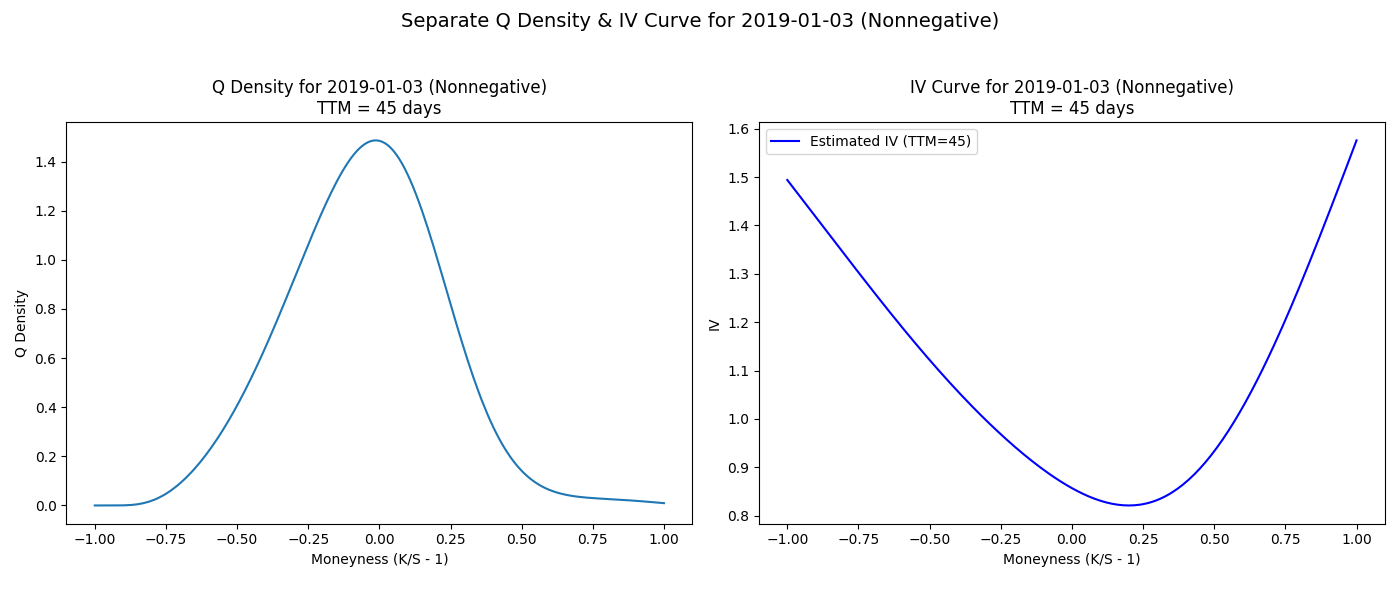 Separate Q Density & IV Curve for 2019-01-03 (Nonnegative)
Q Density for 2019-01-03 (Nonnegative)
TTM = 45 days
1.4
1.2
1.0
0.8
0.6
0.4
0.2
0.0
Q Density
−1.00 −0.75 −0.50 −0.25 0.00 0.25 0.50 0.75 1.00
Moneyness (K/S - 1)
IV Curve for 2019-01-03 (Nonnegative)
TTM = 45 days
Estimated IV (TTM=45)
1.6
1.5
1.4
1.3
1.2
1.1
1.0
0.9
0.8
IV
−1.00 −0.75 −0.50 −0.25 0.00 0.25 0.50 0.75 1.00
Moneyness (K/S - 1)